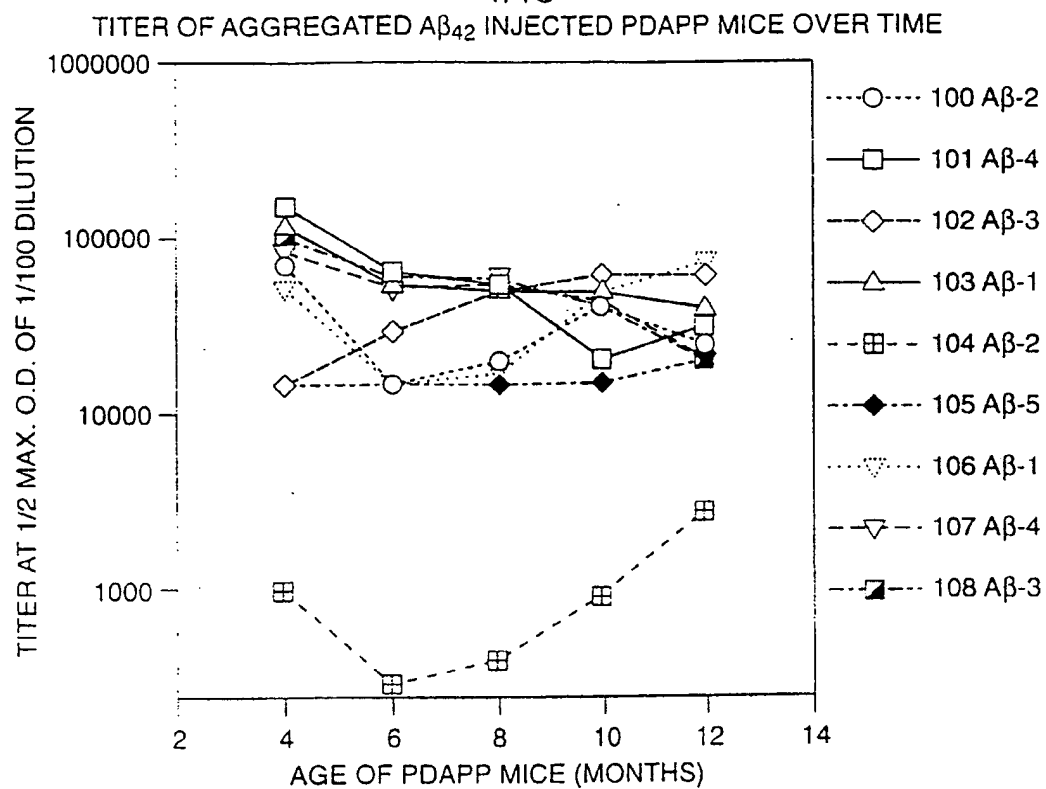 TITER OF AGGREGATED Aβ42 INJECTED PDAPP MICE OVER TIME
TITER AT 1/2 MAX. O.D. OF 1/100 DILUTION
1000000
100000
10000
1000
2 4 6 8 10 12 14
AGE OF PDAPP MICE (MONTHS)
100 Aβ-2
101 Aβ-4
102 Aβ-3
103 Aβ-1
104 Aβ-2
105 Aβ-5
106 Aβ-1
107 Aβ-4
108 Aβ-3